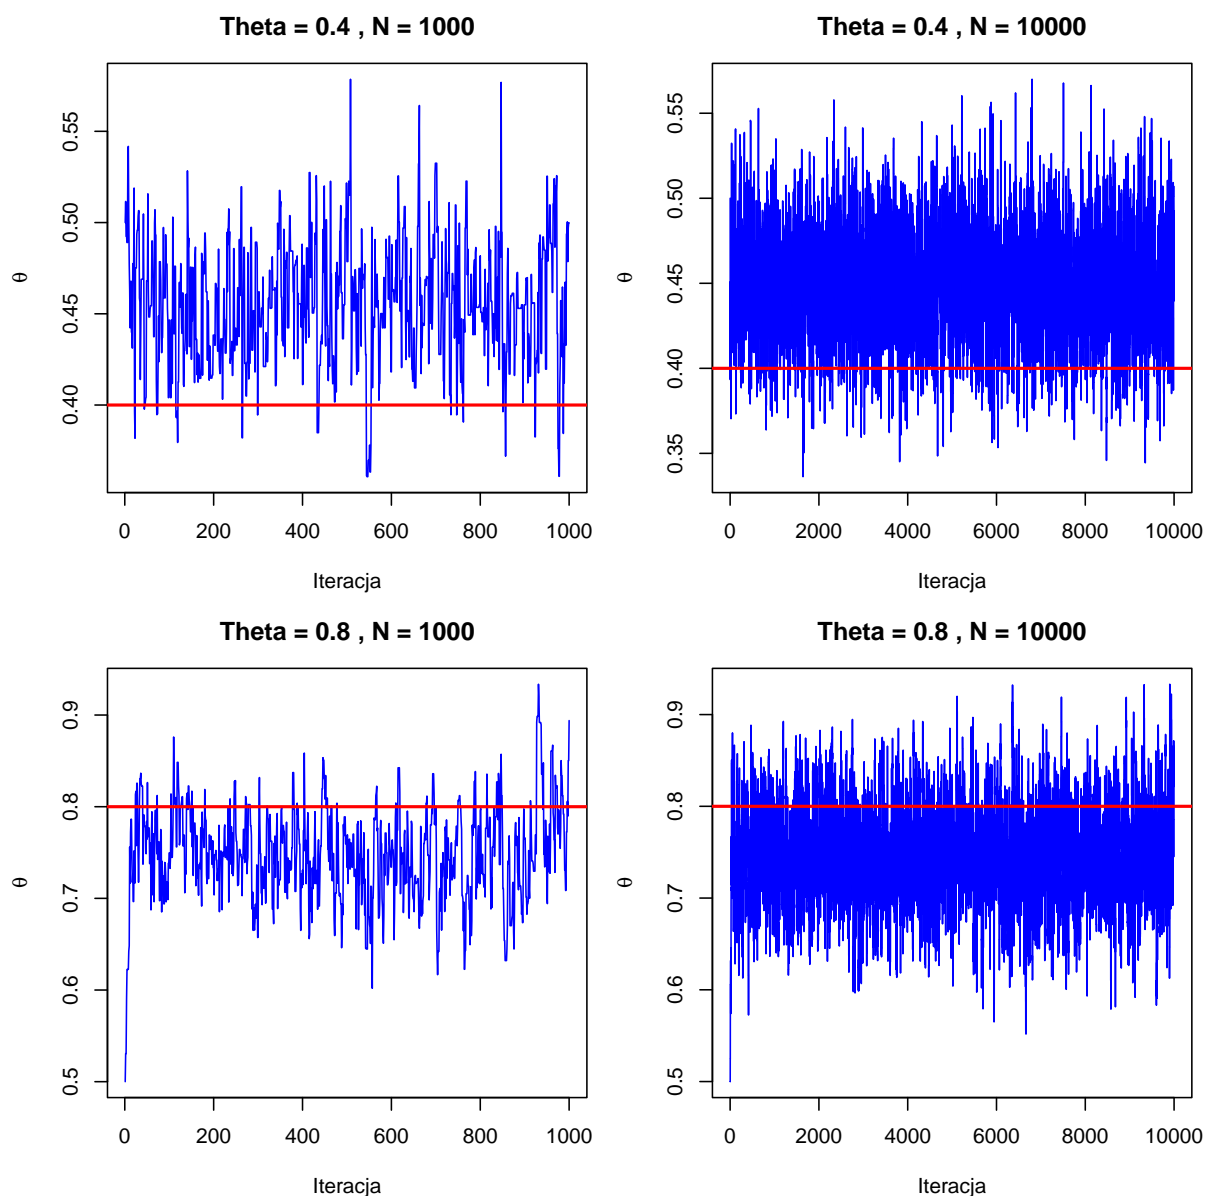 Theta = 0.4 , N = 1000
θ
0.40 0.45 0.50 0.55
0 200 400 600 800 1000
Iteracja
Theta = 0.4 , N = 10000
θ
0.35 0.40 0.45 0.50 0.55
0 2000 4000 6000 8000 10000
Iteracja
Theta = 0.8 , N = 1000
θ
0.5 0.6 0.7 0.8 0.9
0 200 400 600 800 1000
Iteracja
Theta = 0.8 , N = 10000
θ
0.5 0.6 0.7 0.8 0.9
0 2000 4000 6000 8000 10000
Iteracja